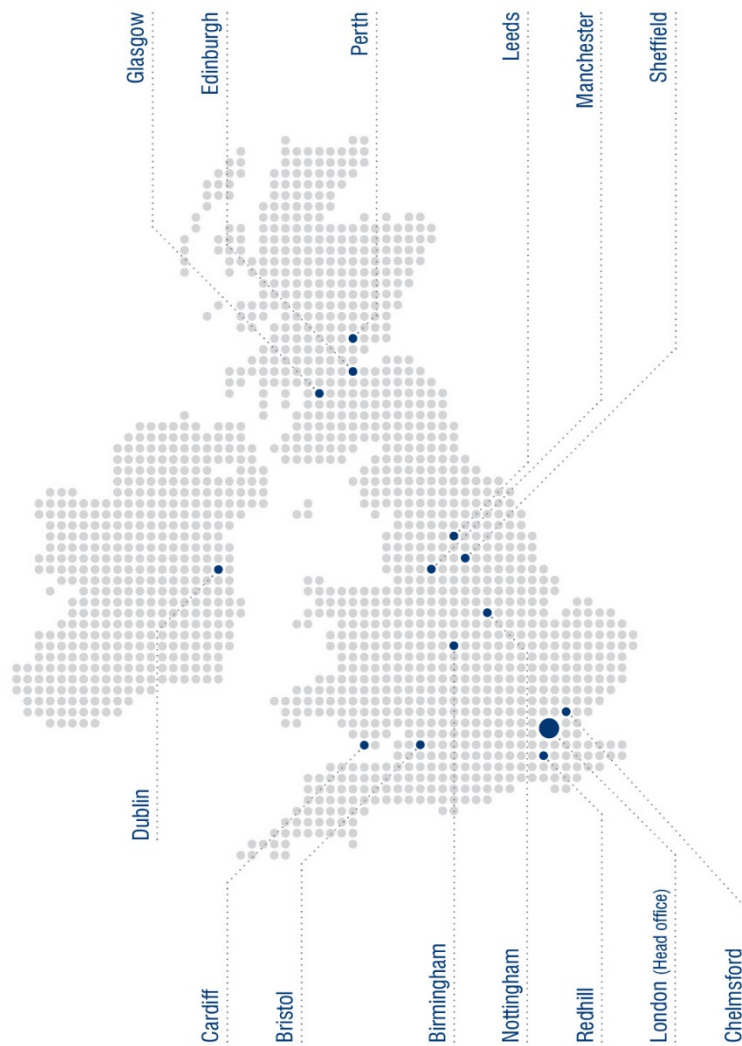 Glasgow
Edinburgh
Perth
Leeds
Manchester
Sheffield
Dublin
Cardiff
Bristol
Birmingham
Nottingham
Redhill
London (Head office)
Chelmsford